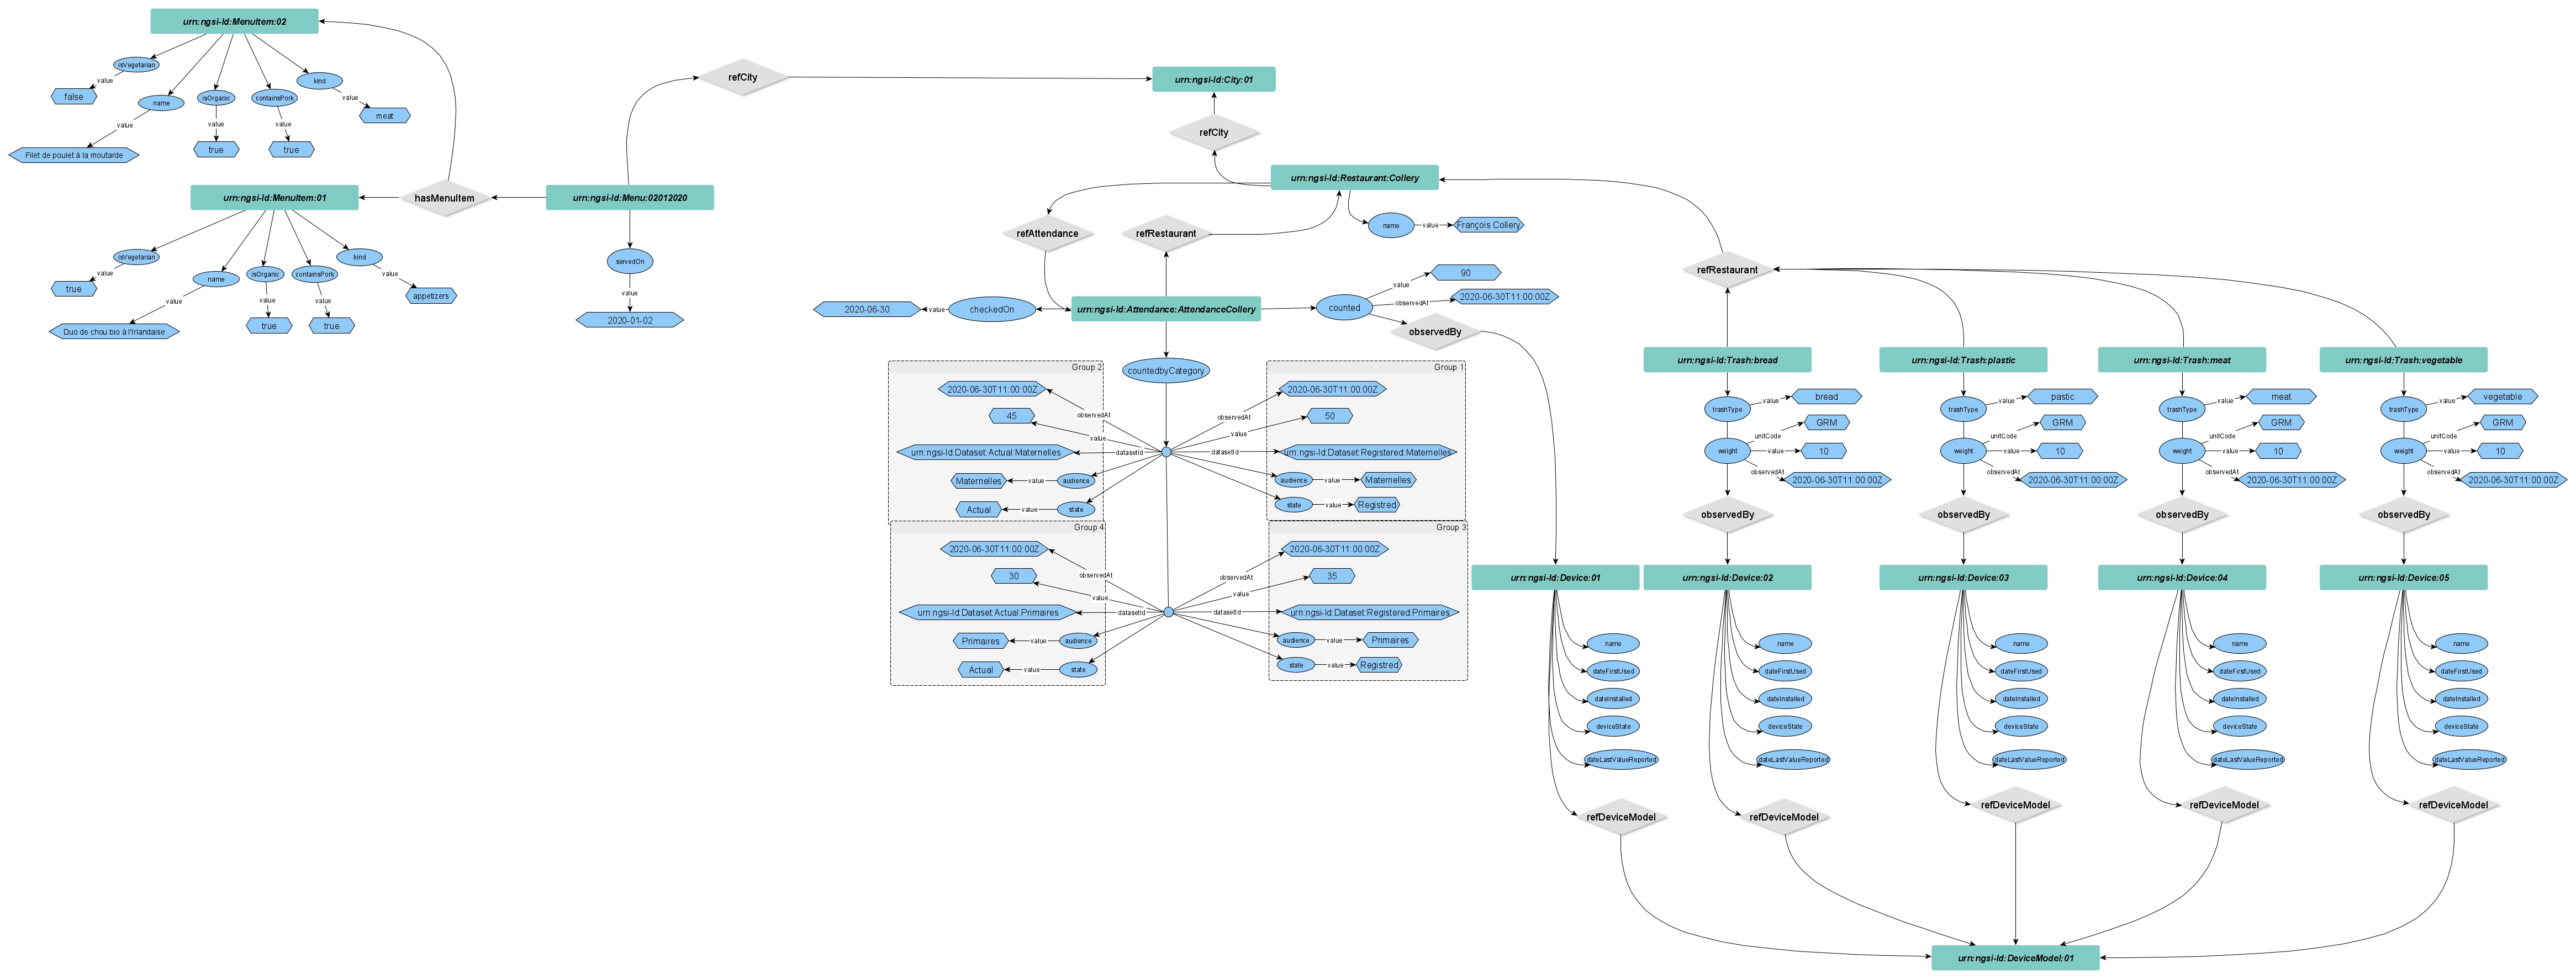 urn:ngsi-ld:MenuItem:02
isVegetarian
value
false
name
value
Filet de poulet à la moutarde
isOrganic
value
true
containsPork
value
true
kind
value
meat
urn:ngsi-ld:MenuItem:01
isVegetarian
value
true
name
value
Duo de chou bio à l'Irlandaise
isOrganic
value
true
containsPork
value
true
kind
value
appetizers
hasMenuItem
urn:ngsi-ld:Menu:02012020
servedOn
value
2020-01-02
refCity
urn:ngsi-ld:City:01
refCity
urn:ngsi-ld:Restaurant:Collery
name
value
François Collery
refAttendance
refRestaurant
urn:ngsi-ld:Attendance:AttendanceCollery
checkedOn
value
2020-06-30
counted
value
90
observedAt
2020-06-30T11:00:00Z
observedBy
countedbyCategory
Group 2
2020-06-30T11:00:00Z
observedAt
45
value
urn:ngsi-ld:Dataset:Actual:Maternelles
datasetId
Maternelles
value
audience
Actual
value
state
Group 1
observedAt
2020-06-30T11:00:00Z
value
50
datasetId
urn:ngsi-ld:Dataset:Registered:Maternelles
audience
value
Maternelles
state
value
Registred
Group 4
2020-06-30T11:00:00Z
observedAt
30
value
urn:ngsi-ld:Dataset:Actual:Primaires
datasetId
Primaires
value
audience
Actual
value
state
Group 3
observedAt
2020-06-30T11:00:00Z
value
35
datasetId
urn:ngsi-ld:Dataset:Registered:Primaires
audience
value
Primaires
state
value
Registred
refRestaurant
urn:ngsi-ld:Trash:bread
trashType
value
bread
weight
unitCode
GRM
value
10
observedAt
2020-06-30T11:00:00Z
observedBy
urn:ngsi-ld:Trash:plastic
trashType
value
pastic
weight
unitCode
GRM
value
10
observedAt
2020-06-30T11:00:00Z
observedBy
urn:ngsi-ld:Trash:meat
trashType
value
meat
weight
unitCode
GRM
value
10
observedAt
2020-06-30T11:00:00Z
observedBy
urn:ngsi-ld:Trash:vegetable
trashType
value
vegetable
weight
unitCode
GRM
value
10
observedAt
2020-06-30T11:00:00Z
observedBy
urn:ngsi-ld:Device:01
name
dateFirstUsed
dateInstalled
deviceState
dateLastValueReported
refDeviceModel
urn:ngsi-ld:Device:02
name
dateFirstUsed
dateInstalled
deviceState
dateLastValueReported
refDeviceModel
urn:ngsi-ld:Device:03
name
dateFirstUsed
dateInstalled
deviceState
dateLastValueReported
refDeviceModel
urn:ngsi-ld:Device:04
name
dateFirstUsed
dateInstalled
deviceState
dateLastValueReported
refDeviceModel
urn:ngsi-ld:Device:05
name
dateFirstUsed
dateInstalled
deviceState
dateLastValueReported
refDeviceModel
urn:ngsi-ld:DeviceModel:01